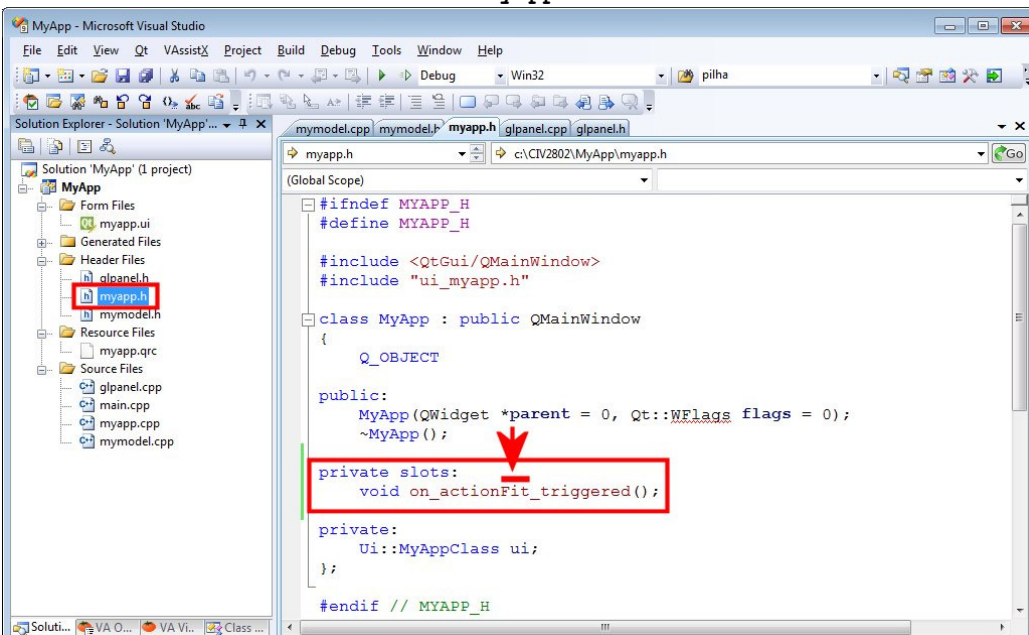 MyApp - Microsoft Visual Studio
File Edit View Qt VAssistX Project Build Debug Tools Window Help
Debug Win32 pilha
Solution Explorer - Solution 'MyApp'...
mymodel.cpp mymodel.h myapp.h glpanel.cpp glpanel.h
myapp.h c:\CIV2802\MyApp\myapp.h Go
(Global Scope)
Solution 'MyApp' (1 project)
MyApp
Form Files
myapp.ui
Generated Files
Header Files
glpanel.h
myapp.h
mymodel.h
Resource Files
myapp.qrc
Source Files
glpanel.cpp
main.cpp
myapp.cpp
mymodel.cpp
#ifndef MYAPP_H
#define MYAPP_H
#include <QtGui/QMainWindow>
#include "ui_myapp.h"
class MyApp : public QMainWindow
{
Q_OBJECT
public:
MyApp(QWidget *parent = 0, Qt::WFlags flags = 0);
~MyApp();
private slots:
void on_actionFit_triggered();
private:
Ui::MyAppClass ui;
};
#endif // MYAPP_H
Soluti... VA O... VA Vi... Class ...